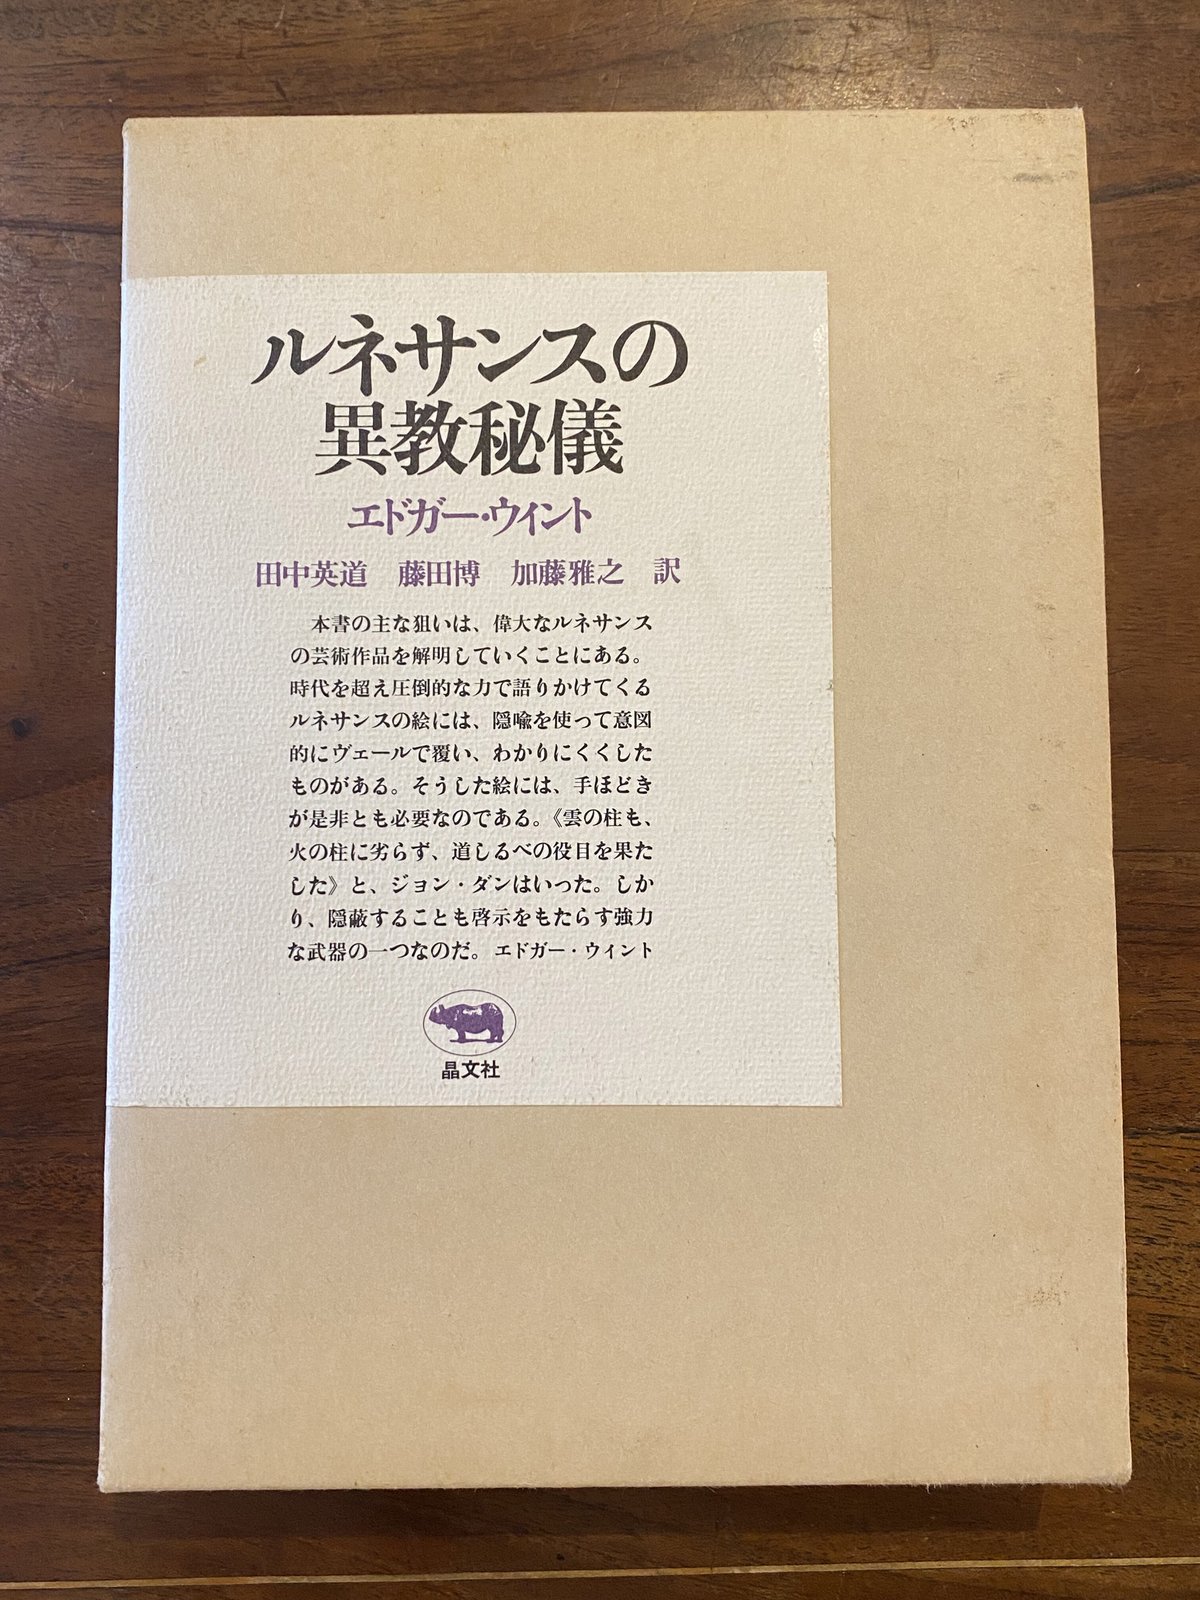 ルネサンスの
異教秘儀
エドガー・ウィント
田中英道　藤田博　加藤雅之　訳
本書の主な狙いは、偉大なルネサンス
の芸術作品を解明していくことにある。
時代を超え圧倒的な力で語りかけてくる
ルネサンスの絵には、隠喩を使って意図
的にヴェールで覆い、わかりにくくした
ものがある。そうした絵には、手ほどき
が是非とも必要なのである。《雲の柱も、
火の柱に劣らず、道しるべの役目を果た
した》と、ジョン・ダンはいった。しか
り、隠蔽することも啓示をもたらす強力
な武器の一つなのだ。エドガー・ウィント
晶文社